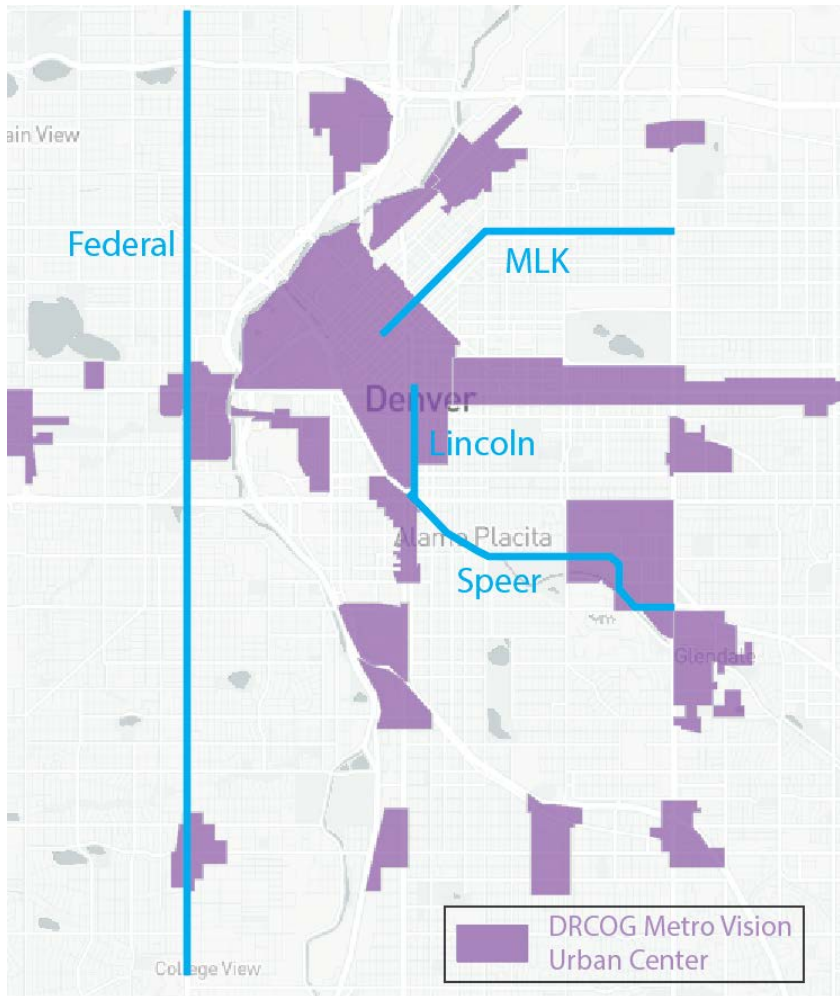 ain View
Federal
MLK
Denver
Lincoln
Alamo Placita
Speer
Glendale
DRCOG Metro Vision
Urban Center
College View